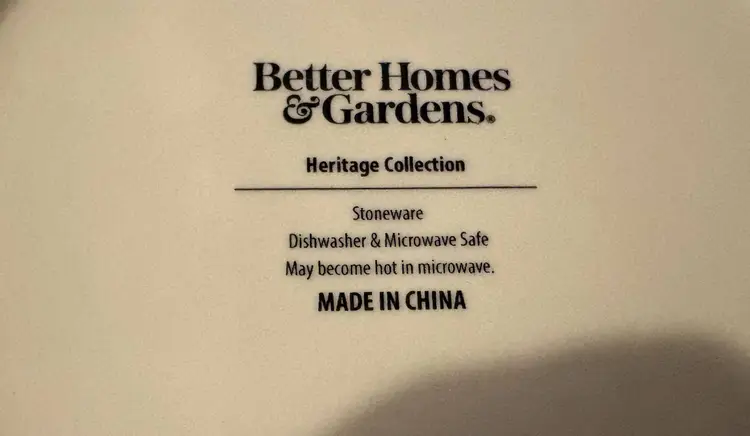 Better Homes
& Gardens®
Heritage Collection
Stoneware
Dishwasher & Microwave Safe
May become hot in microwave.
MADE IN CHINA